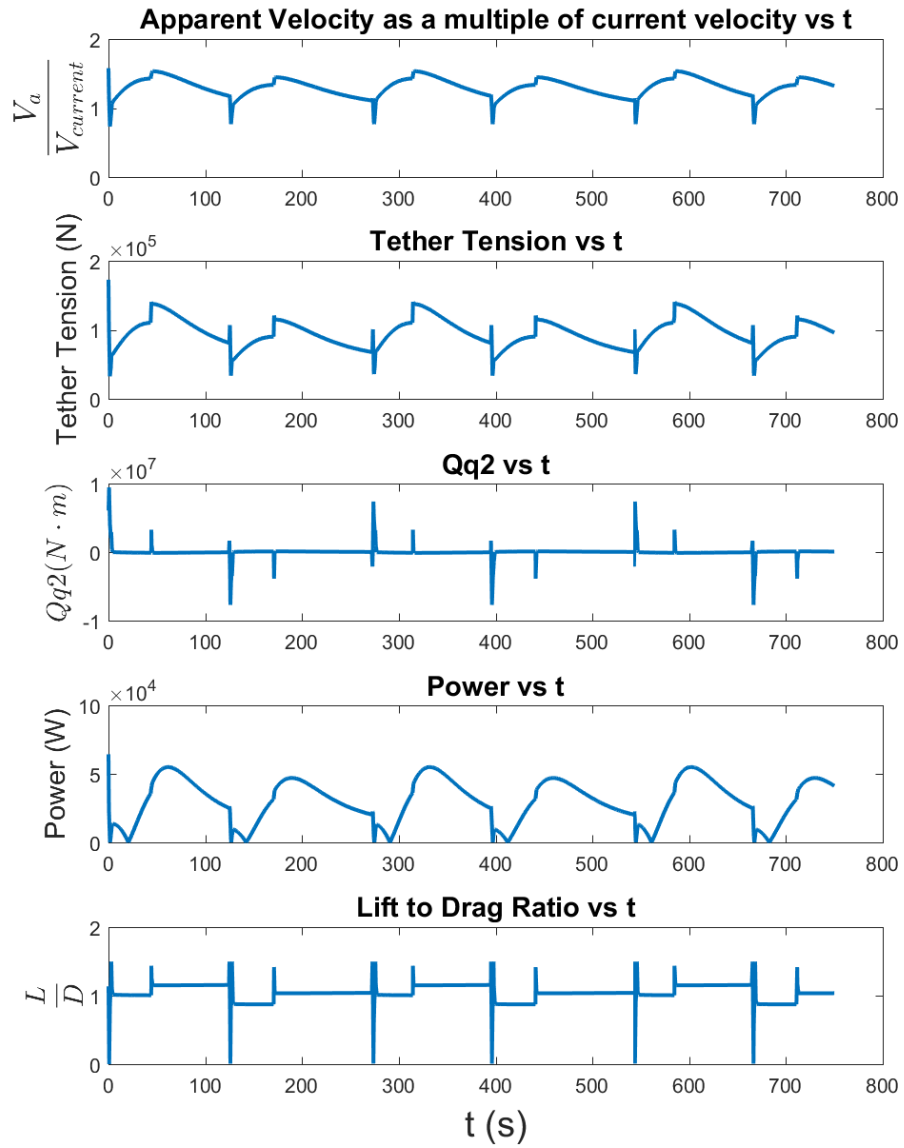 Apparent Velocity as a multiple of current velocity vs t
2
1
0
V_a
V_current
0 100 200 300 400 500 600 700 800
Tether Tension vs t
×10^5
2
1
0
Tether Tension (N)
0 100 200 300 400 500 600 700 800
Qq2 vs t
×10^7
1
0
-1
Qq2(N · m)
0 100 200 300 400 500 600 700 800
Power vs t
×10^4
10
5
0
Power (W)
0 100 200 300 400 500 600 700 800
Lift to Drag Ratio vs t
2
1
0
L
D
0 100 200 300 400 500 600 700 800
t (s)